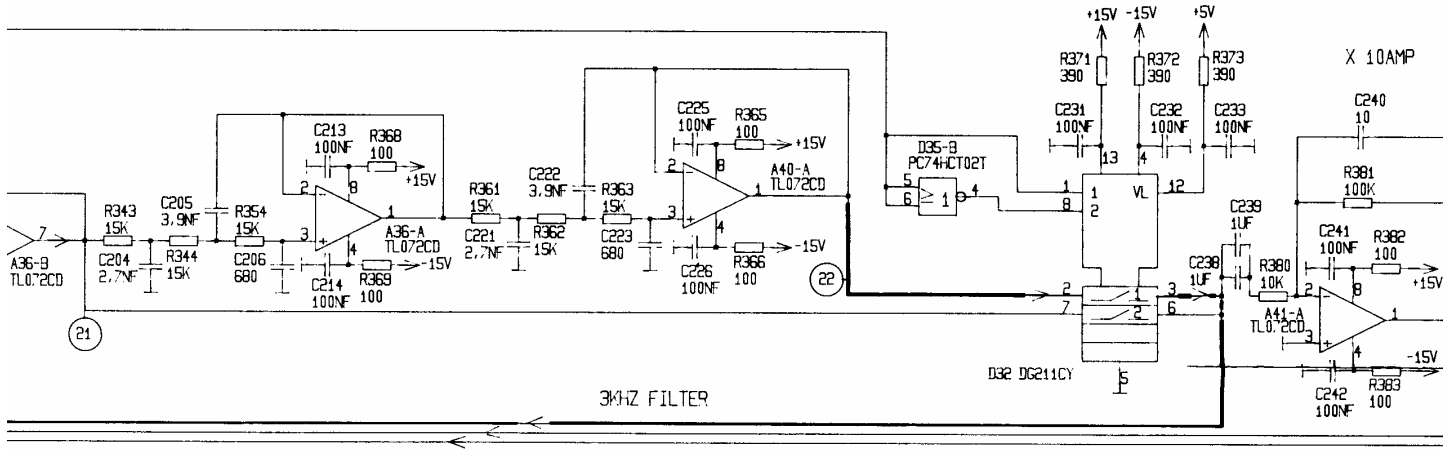 +15V
-15V
+5V
R371
390
R372
390
R373
390
X 10AMP
C240
10
C231
100NF
C232
100NF
C233
100NF
13
4
C225
100NF
R365
100
+15V
C213
100NF
R368
100
+15V
8
8
D35-B
PC74HCT02T
5
6
≥
1
4
R381
100K
1
8
1
2
VL
12
2
A40-A
TL072CD
1
C205
3,9NF
2
C222
3,9NF
R361
15K
R363
15K
R343
15K
R354
15K
3
1
3
C239
1UF
C241
100NF
R382
100
+15V
7
A36-B
TL072CD
C204
2,7NF
R344
15K
C206
680
4
-15V
A36-A
TL072CD
C221
2,7NF
R362
15K
C223
680
4
-15V
R366
100
C226
100NF
C214
100NF
R369
100
C238
1UF
R380
10K
2
8
A41-A
TL072CD
1
3
4
-15V
21
22
2
1
3
7
2
6
D32 DG211CY
5
C242
100NF
R383
100
3KHZ FILTER